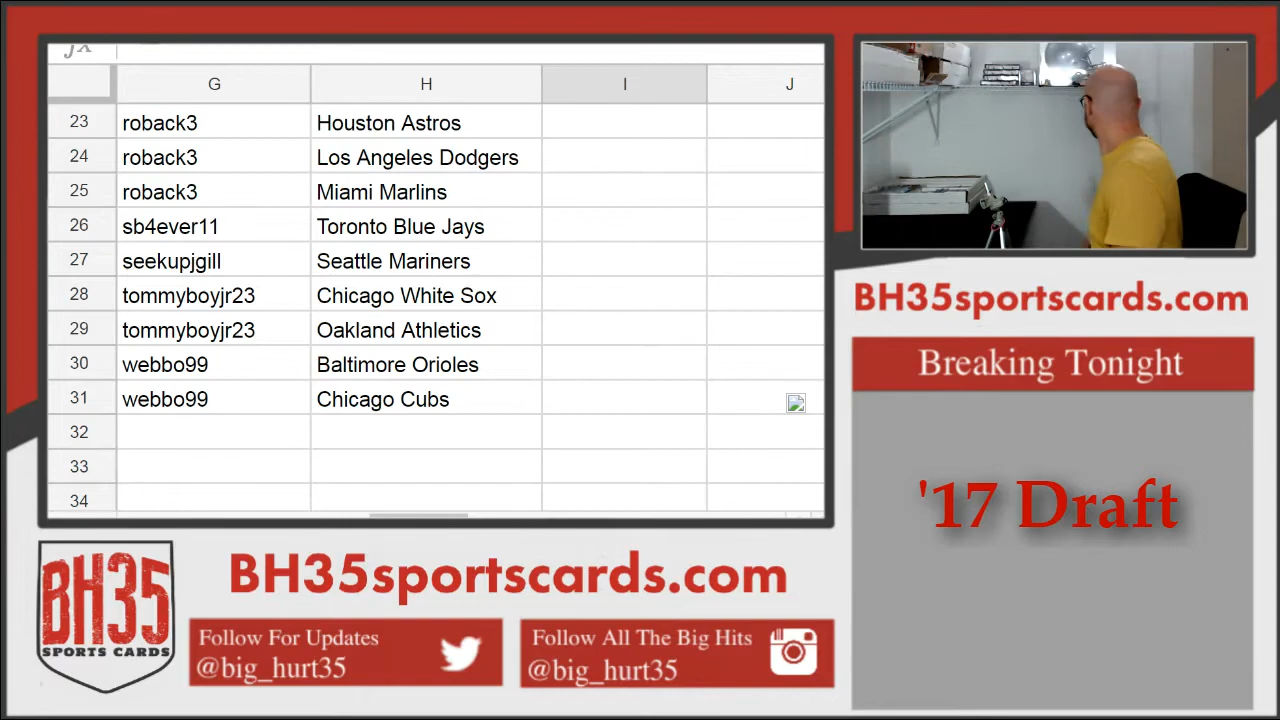 fx
G H I J
23 roback3 Houston Astros
24 roback3 Los Angeles Dodgers
25 roback3 Miami Marlins
26 sb4ever11 Toronto Blue Jays
27 seekupjgill Seattle Mariners
28 tommyboyjr23 Chicago White Sox
29 tommyboyjr23 Oakland Athletics
30 webbo99 Baltimore Orioles
31 webbo99 Chicago Cubs
32
33
34
BH35sportscards.com
Breaking Tonight
'17 Draft
BH35
SPORTS CARDS
BH35sportscards.com
Follow For Updates
@big_hurt35
Follow All The Big Hits
@big_hurt35